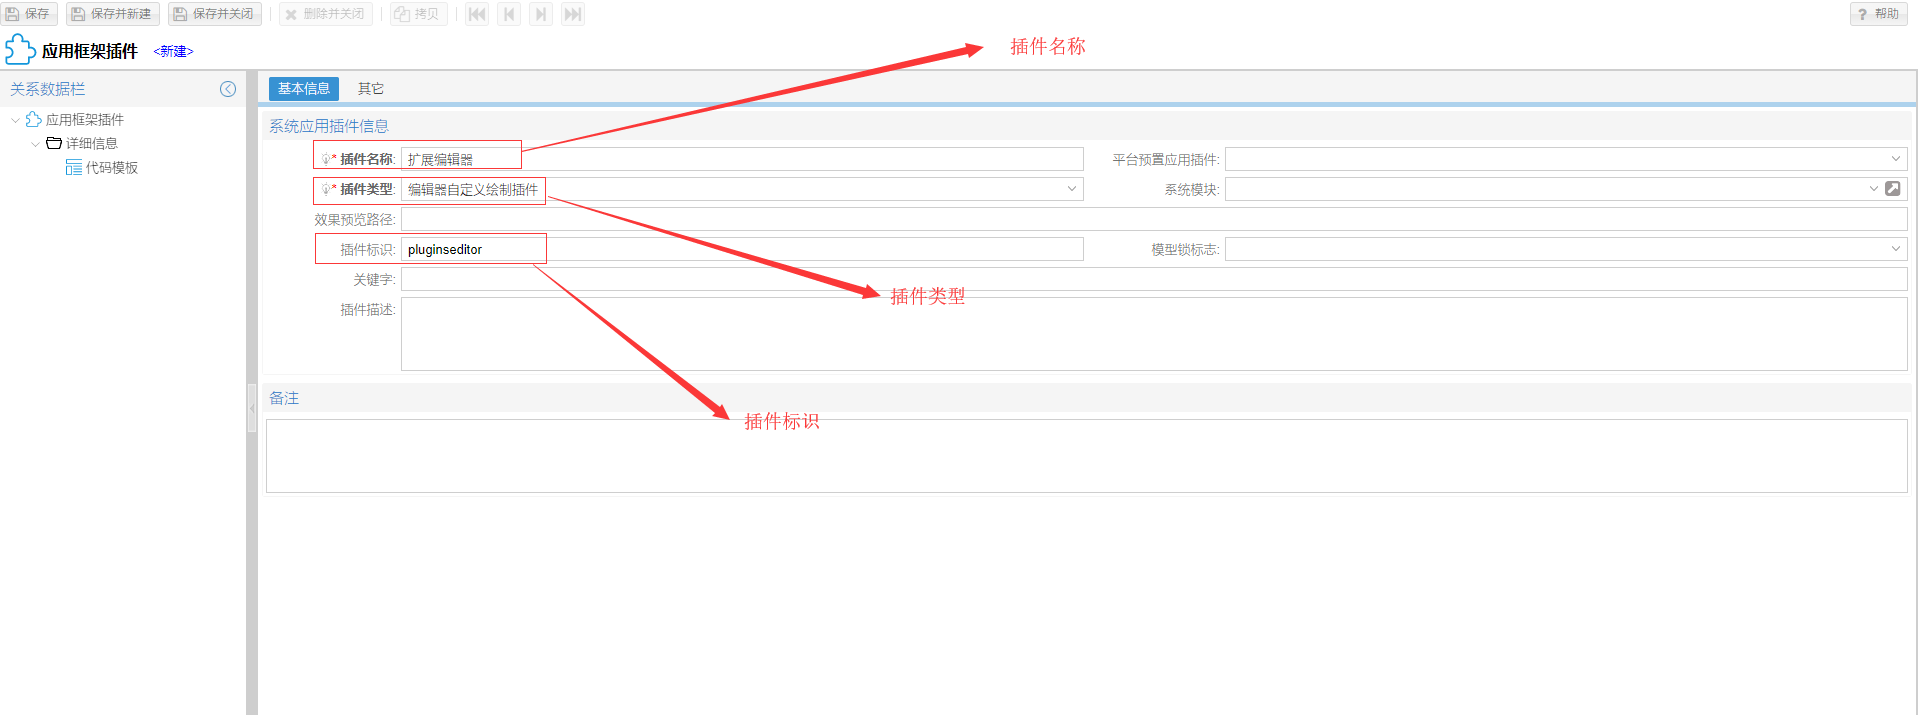 保存 保存并新建 保存并关闭 删除并关闭 拷贝 ? 帮助
应用框架插件 <新建>
插件名称
关系数据栏
基本信息 其它
应用框架插件
详细信息
代码模板
系统应用插件信息
* 插件名称: 扩展编辑器 平台预置应用插件:
* 插件类型: 编辑器自定义绘制插件 系统模块:
效果预览路径:
插件标识: pluginseditor 模型锁标志:
关键字:
插件类型
插件描述:
备注
插件标识